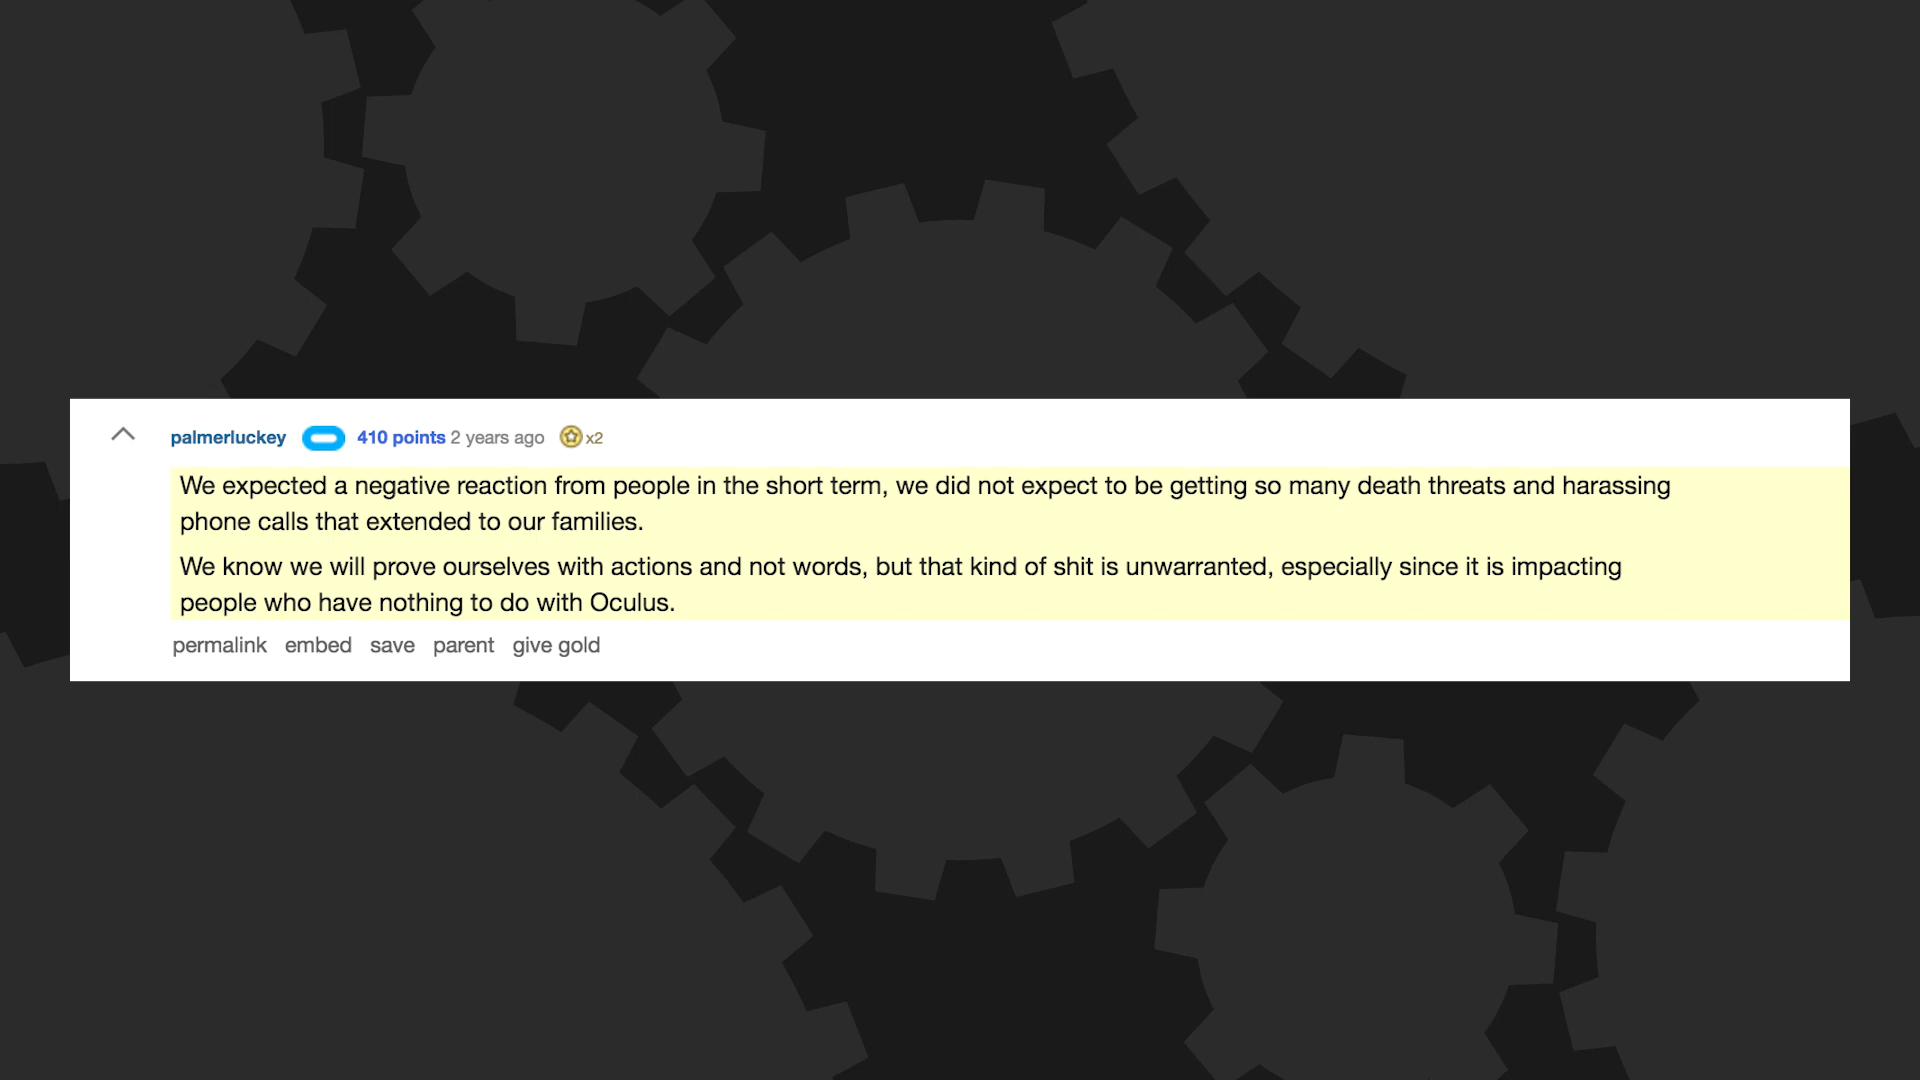 palmerluckey 410 points 2 years ago x2
We expected a negative reaction from people in the short term, we did not expect to be getting so many death threats and harassing
phone calls that extended to our families.
We know we will prove ourselves with actions and not words, but that kind of shit is unwarranted, especially since it is impacting
people who have nothing to do with Oculus.
permalink embed save parent give gold